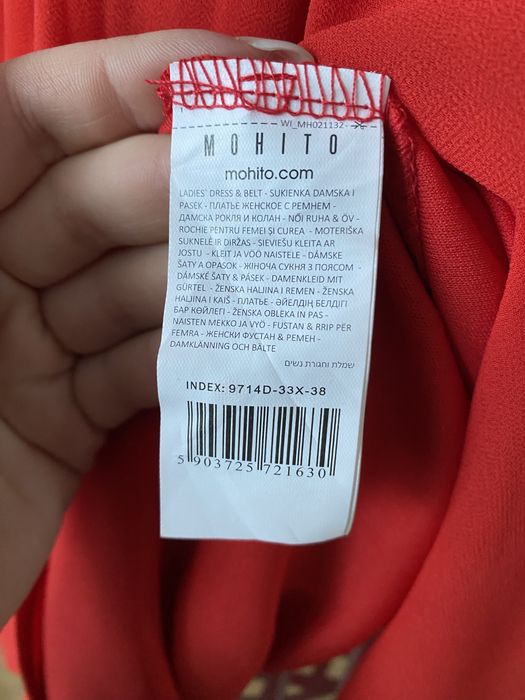 WI_MH021132
MOHITO
mohito.com
LADIES' DRESS & BELT - SUKIENKA DAMSKA I
PASEK - ПЛАТЬЕ ЖЕНСКОЕ С РЕМНЕМ -
ДАМСКА РОКЛЯ И КОЛАН - NŐI RUHA & ÖV -
ROCHIE PENTRU FEMEI ȘI CUREA - MOTERIŠKA
SUKNELĖ IR DIRŽAS - SIEVIEŠU KLEITA AR
JOSTU - KLEIT JA VÖÖ NAISTELE - DÁMSKE
ŠATY A OPASOK - ЖІНОЧА СУКНЯ З ПОЯСОМ -
DÁMSKÉ ŠATY & PÁSEK - DAMENKLEID MIT
GÜRTEL - ŽENSKA HALJINA I REMEN - ŽENSKA
HALJINA I KAIŠ - ПЛАТЬЕ - ӘЙЕЛДІҢ БЕЛДІГІ
БАР КӨЙЛЕГІ - ŽENSKA OBLEKA IN PAS -
NAISTEN MEKKO JA VYÖ - FUSTAN & RRIP PËR
FEMRA - ЖЕНСКИ ФУСТАН & РЕМЕН -
DAMKLÄNNING OCH BÄLTE
שמלת וחגורת נשים
INDEX: 9714D-33X-38
5 903725 721630